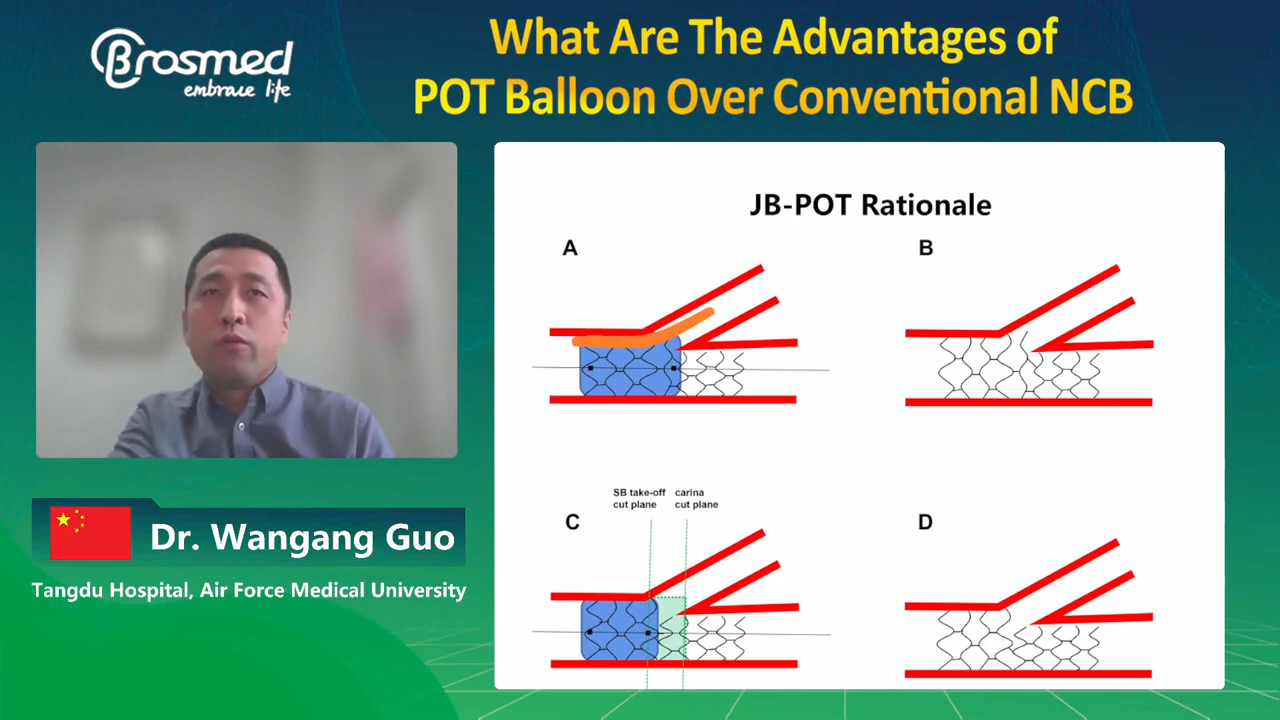 Brosmed
embrace life
What Are The Advantages of
POT Balloon Over Conventional NCB
JB-POT Rationale
A
B
SB take-off carina
cut plane cut plane
C
D
Dr. Wangang Guo
Tangdu Hospital, Air Force Medical University